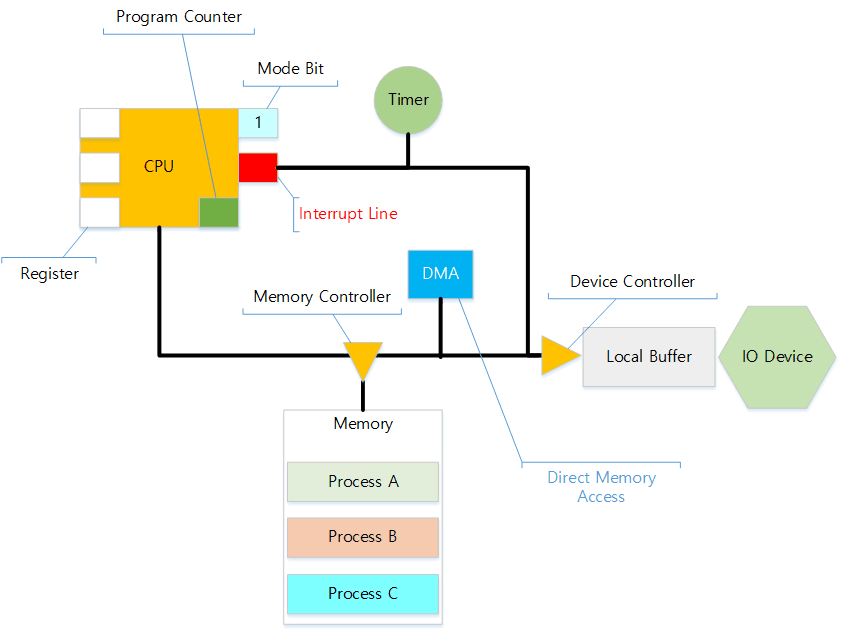 Program Counter
Mode Bit
Timer
1
CPU
Interrupt Line
Register
DMA
Memory Controller
Device Controller
Local Buffer
IO Device
Memory
Process A
Direct Memory
Access
Process B
Process C